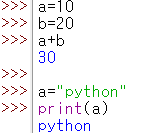 >>> a=10
>>> b=20
>>> a+b
30
>>>
>>> a="python"
>>> print(a)
python